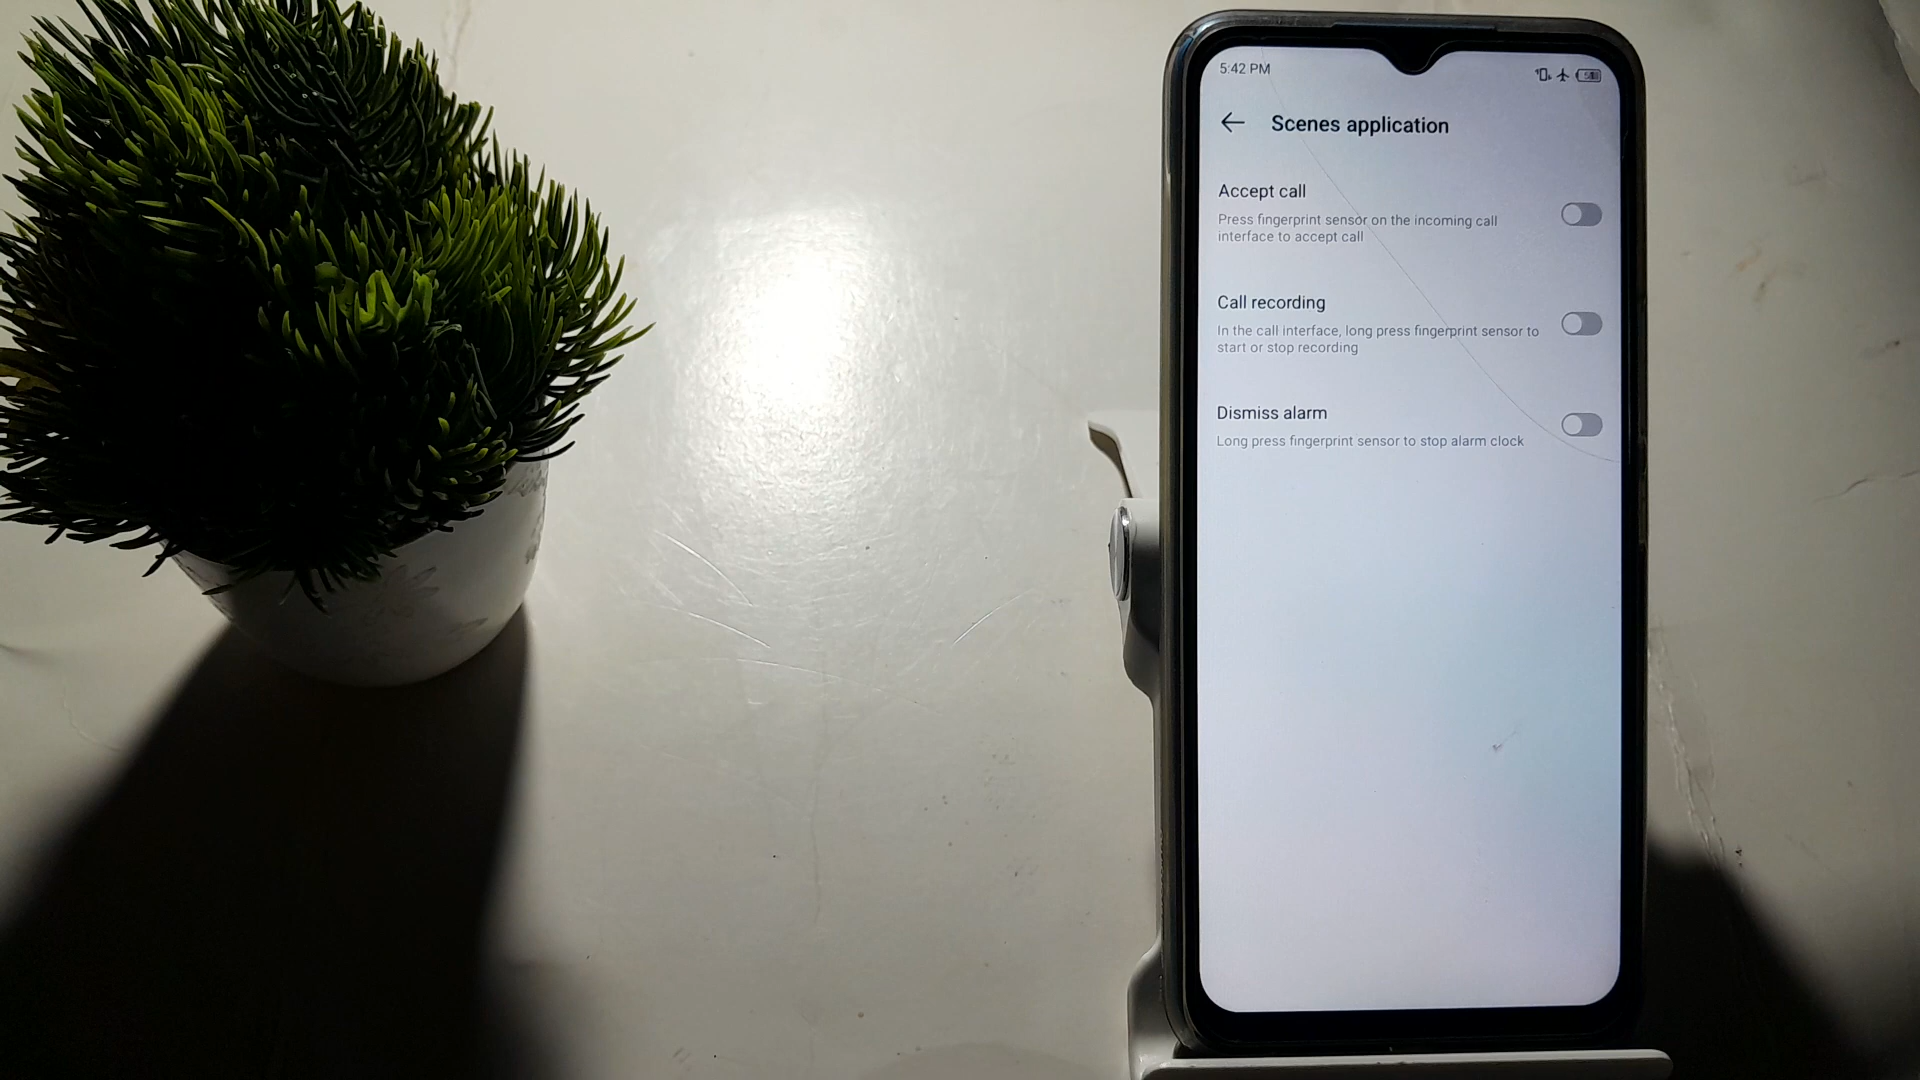 5:42 PM
Scenes application
Accept call
Press fingerprint sensor on the incoming call
interface to accept call
Call recording
In the call interface, long press fingerprint sensor to
start or stop recording
Dismiss alarm
Long press fingerprint sensor to stop alarm clock